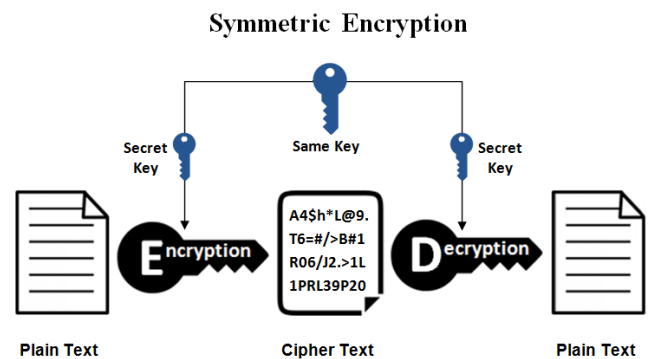 Symmetric Encryption
Secret
Key
Same Key
Secret
Key
A4$h*L@9.
T6=#/>B#1
R06/J2.>1L
1PRL39P20
Encryption
Decryption
Plain Text
Cipher Text
Plain Text